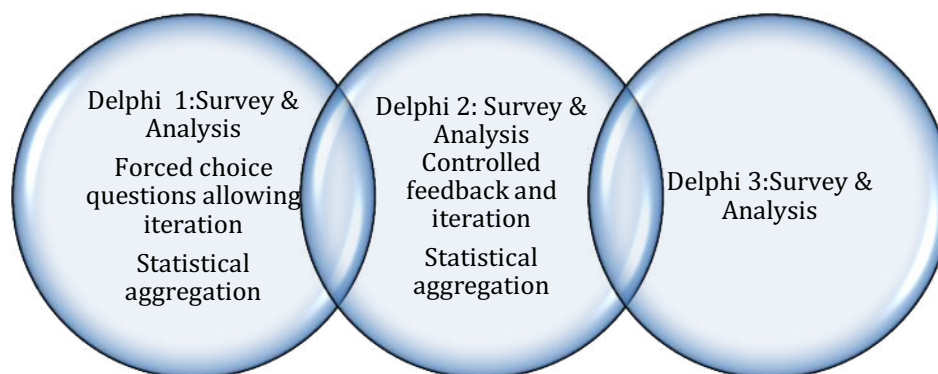 Delphi  1:Survey &
Analysis
Forced choice
questions allowing
iteration
Statistical
aggregation
Delphi 2: Survey &
Analysis
Controlled
feedback and
iteration
Statistical
aggregation
Delphi 3:Survey &
Analysis